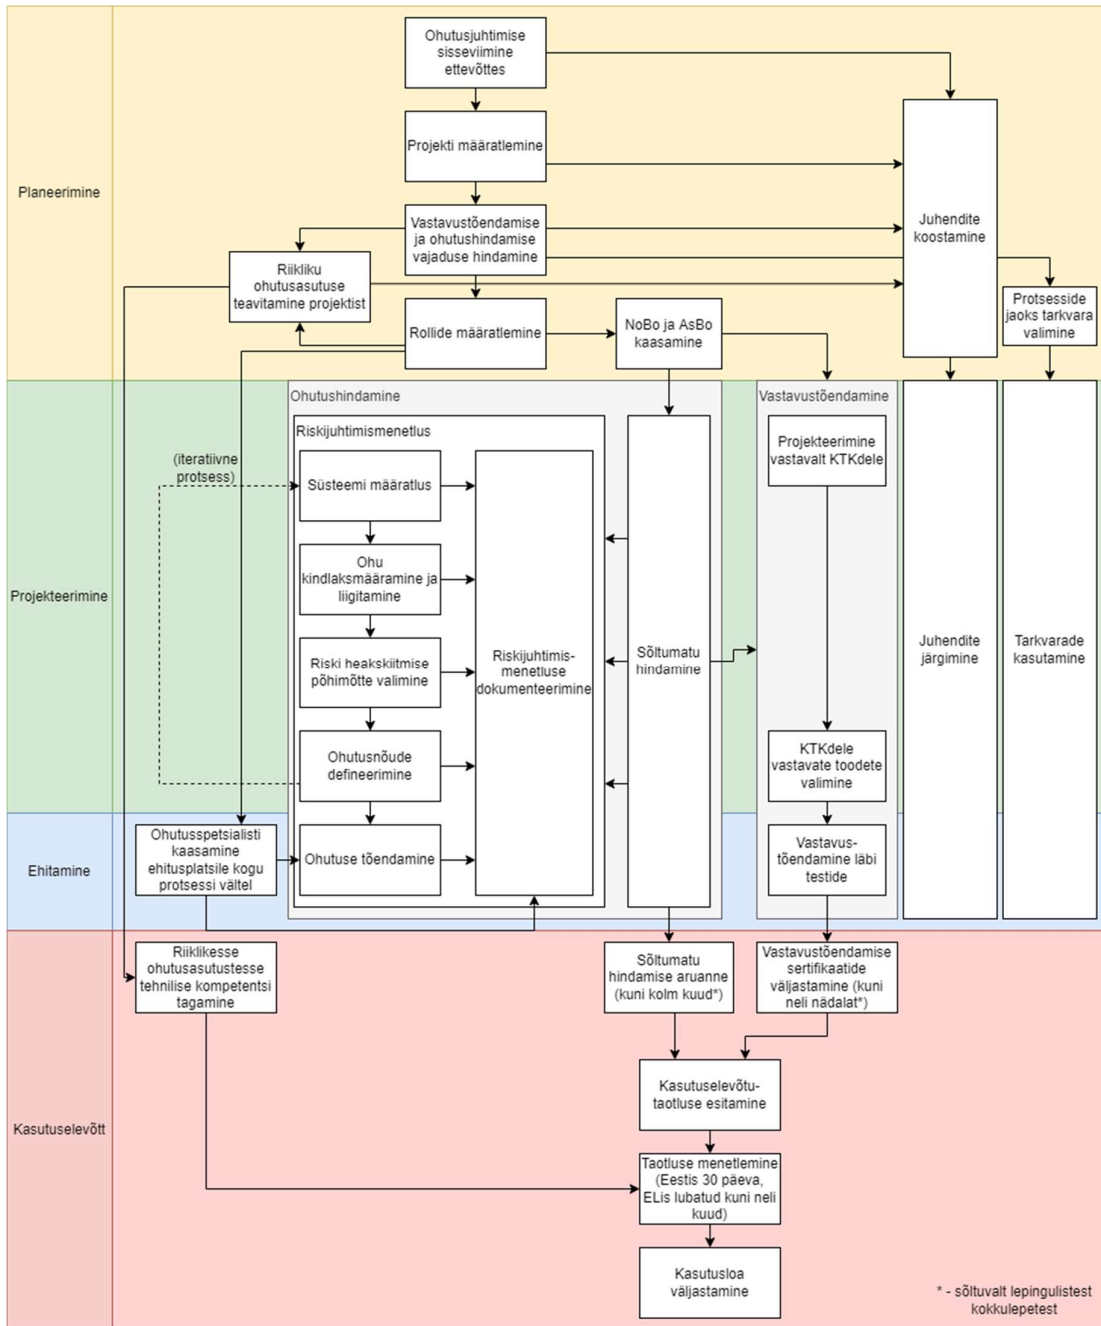 Planeerimine
Ohutusjuhtimise
sisseviimine
ettevõttes
Projekti määratlemine
Vastavustõendamise
ja ohutushindamise
vajaduse hindamine
Juhendite
koostamine
Riikliku
ohutusasutuse
teavitamine projektist
Rollide määratlemine
NoBo ja AsBo
kaasamine
Protsesside
jaoks tarkvara
valimine
Projekteerimine
Ohutushindamine
Riskijuhtimismenetlus
(iteratiivne
protsess)
Süsteemi määratlus
Ohu
kindlaksmääramine ja
liigitamine
Riski heakskiitmise
põhimõtte valimine
Ohutusnõude
defineerimine
Riskijuhtimis-
menetluse
dokumenteerimine
Sõltumatu
hindamine
Vastavustõendamine
Projekteerimine
vastavalt KTKdele
KTKdele
vastavate toodete
valimine
Juhendite
järgimine
Tarkvarade
kasutamine
Ehitamine
Ohutusspetsialisti
kaasamine
ehitusplatsile kogu
protsessi vältel
Ohutuse tõendamine
Vastavus-
tõendamine läbi
testide
Kasutuselevõtt
Riiklikesse
ohutusasutustesse
tehnilise kompetentsi
tagamine
Sõltumatu
hindamise aruanne
(kuni kolm kuud*)
Vastavustõendamise
sertifikaatide
väljastamine (kuni
neli nädalat*)
Kasutuselevõtu-
taotluse esitamine
Taotluse menetlemine
(Eestis 30 päeva,
ELis lubatud kuni neli
kuud)
Kasutusloa
väljastamine
* - sõltuvalt lepingulistest
kokkulepetest